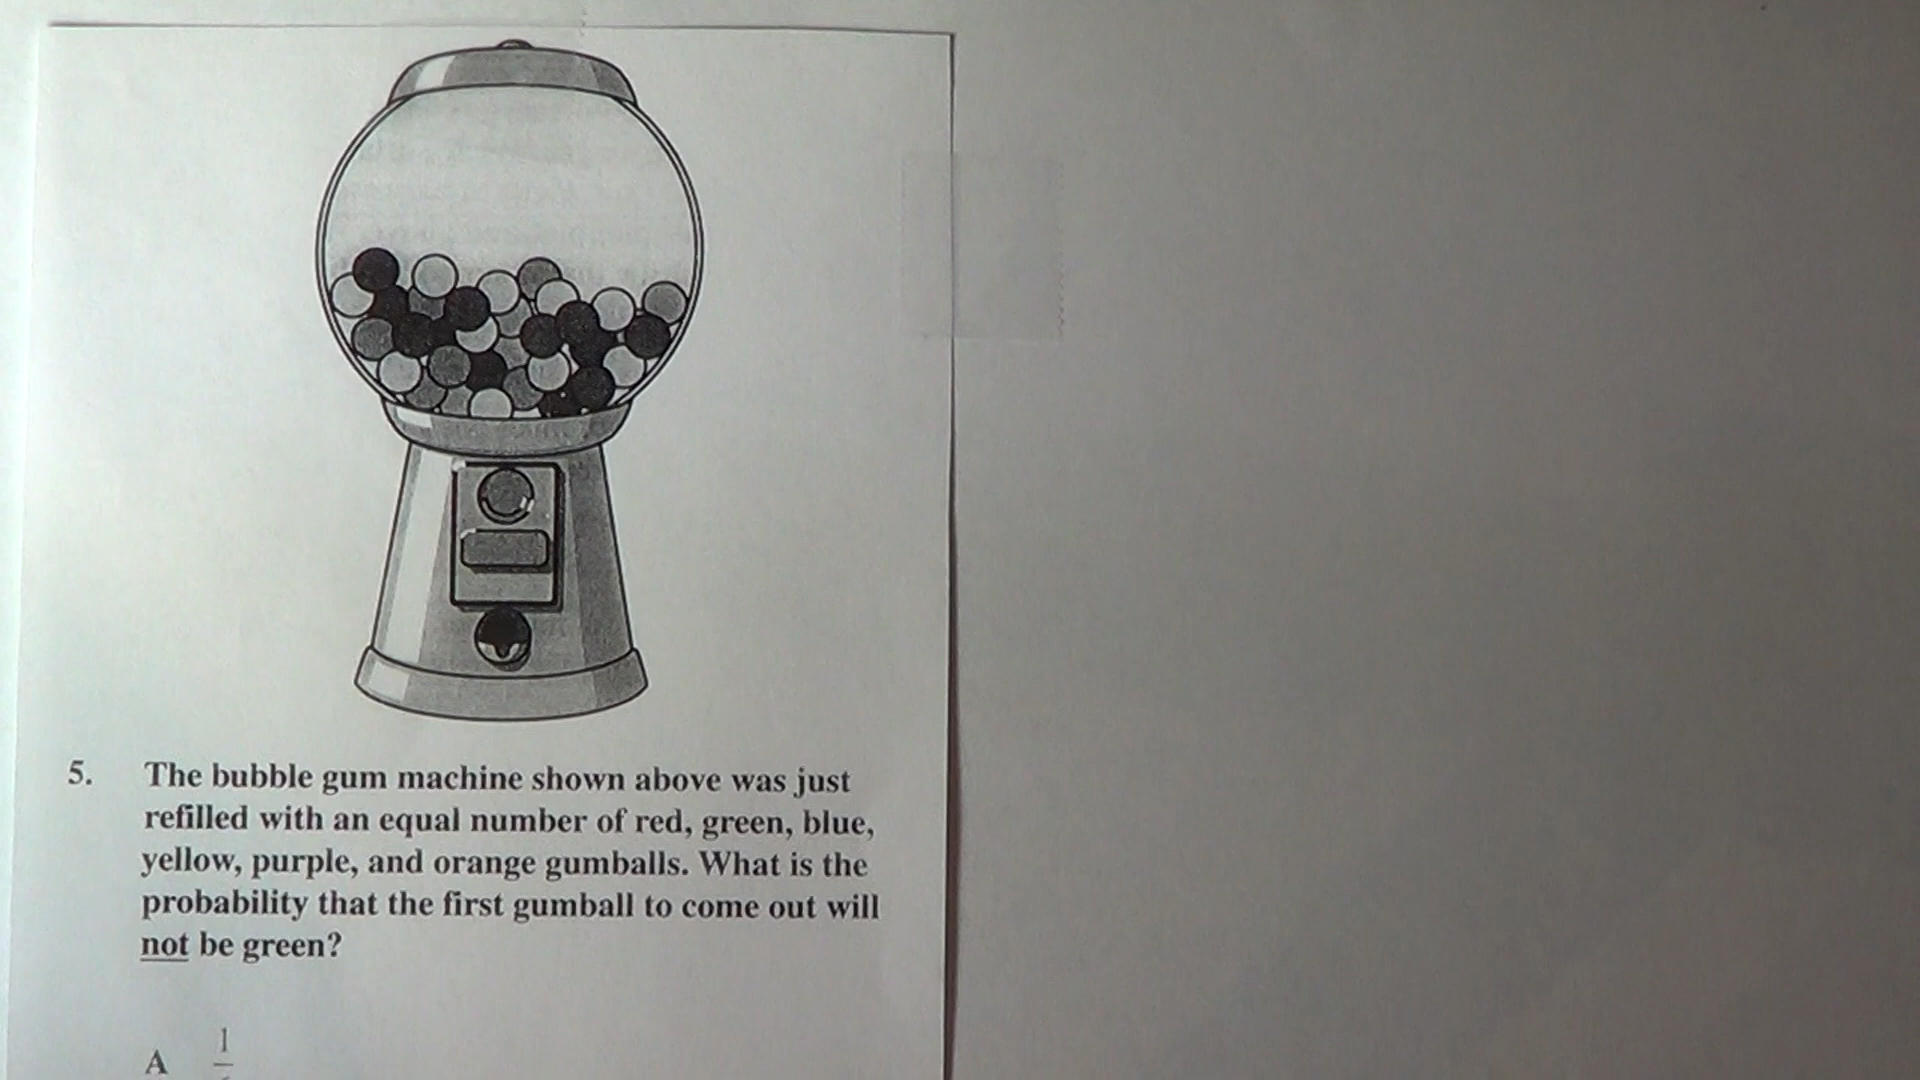 5. The bubble gum machine shown above was just
refilled with an equal number of red, green, blue,
yellow, purple, and orange gumballs. What is the
probability that the first gumball to come out will
not be green?
A 1